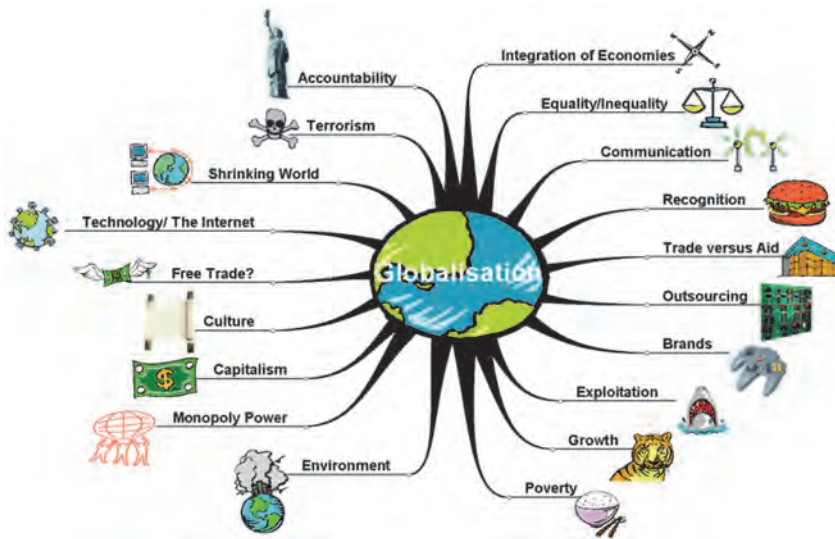 Integration of Economies
Accountability
Equality/Inequality
Terrorism
Communication
Shrinking World
Recognition
Technology/ The Internet
Trade versus Aid
Globalisation
Free Trade?
Outsourcing
Culture
Brands
Capitalism
$
Exploitation
Monopoly Power
Growth
Environment
Poverty